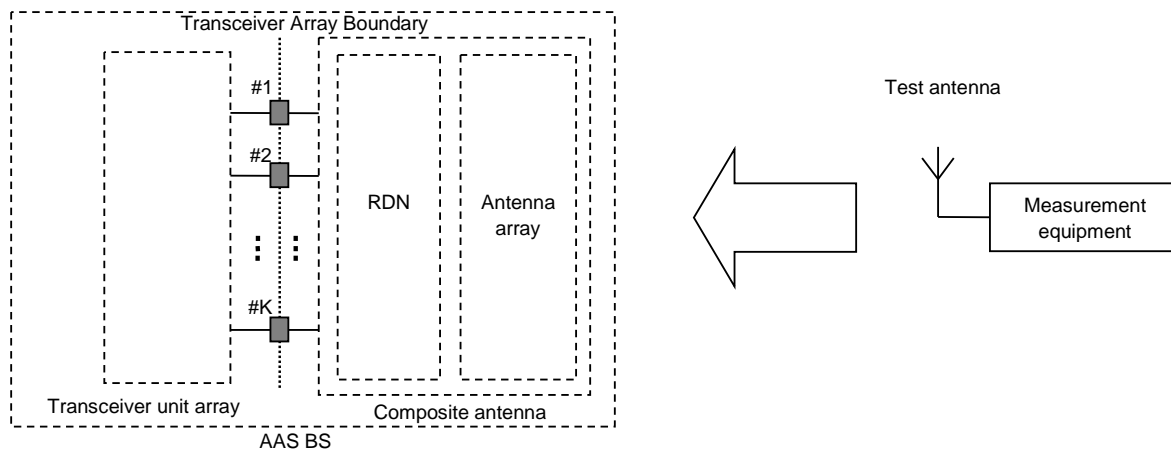 Transceiver Array Boundary
#1
#2
#K
RDN
Antenna
array
Transceiver unit array
Composite antenna
AAS BS
Test antenna
Measurement
equipment